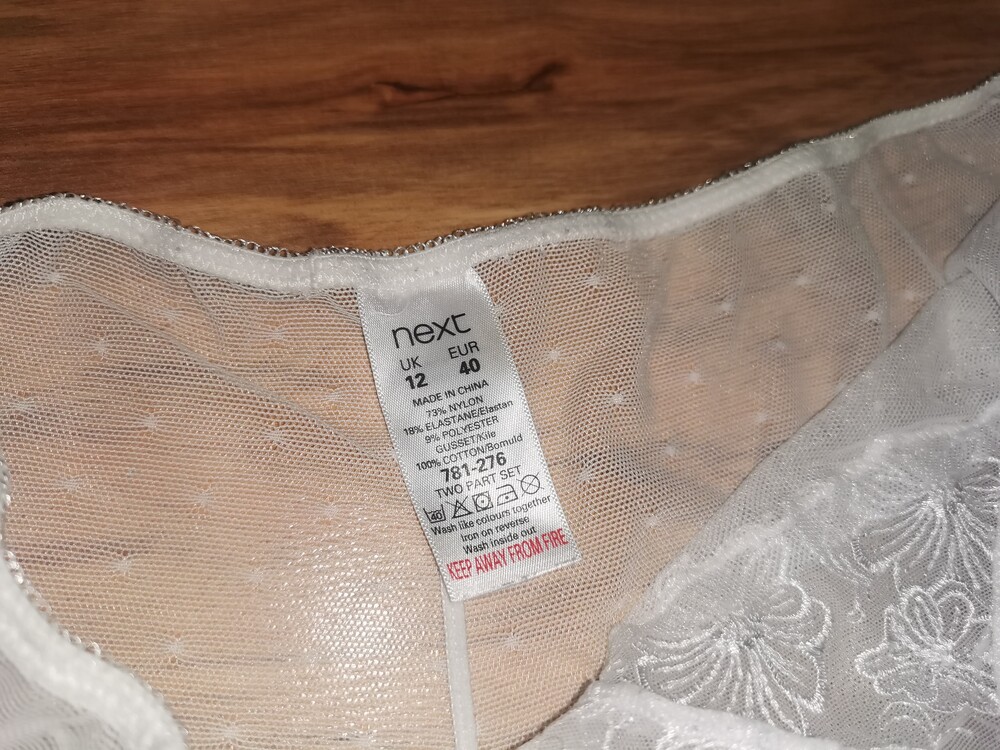 next
UK EUR
12 40
MADE IN CHINA
73% NYLON
18% ELASTANE/Elastan
9% POLYESTER
GUSSET/Kile
100% COTTON/Bomuld
781-276
TWO PART SET
40
Wash like colours together
Iron on reverse
Wash inside out
KEEP AWAY FROM FIRE